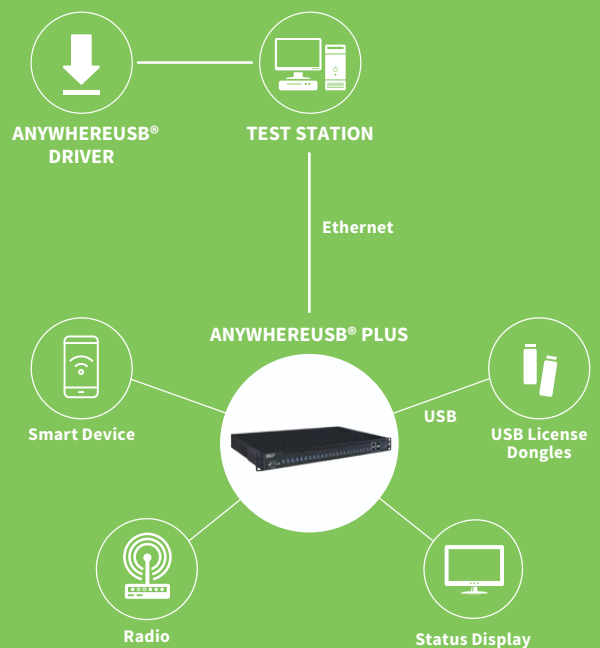 ANYWHEREUSB®
DRIVER
TEST STATION
Ethernet
ANYWHEREUSB® PLUS
Smart Device
USB
USB License
Dongles
Radio
Status Display